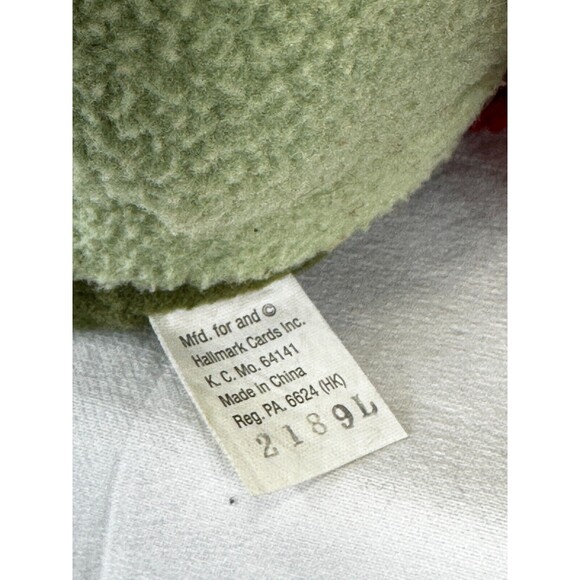 Mfd. for and ©
Hallmark Cards Inc.
K. C. Mo. 64141
Made in China
Reg. PA. 6624 (HK)
2189L